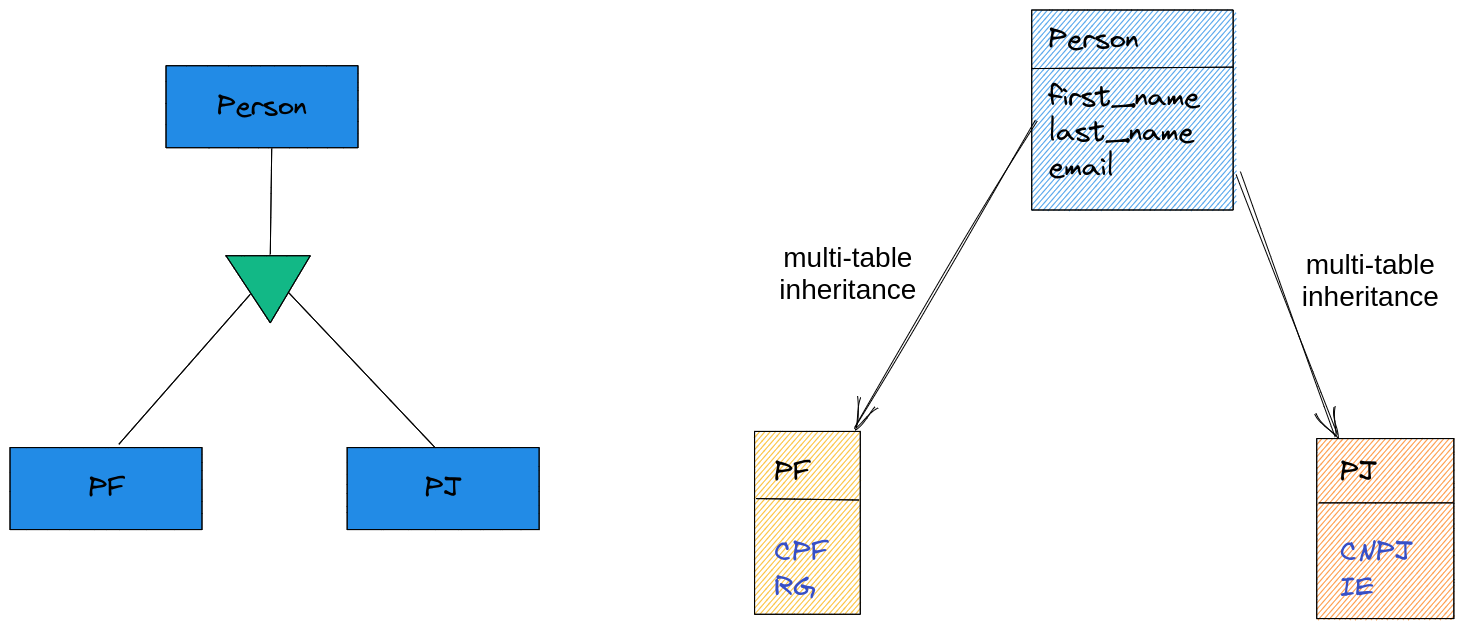 Person
PF
PJ
Person
first_name
last_name
email
multi-table
inheritance
multi-table
inheritance
PF
CPF
RG
PJ
CNPJ
IE